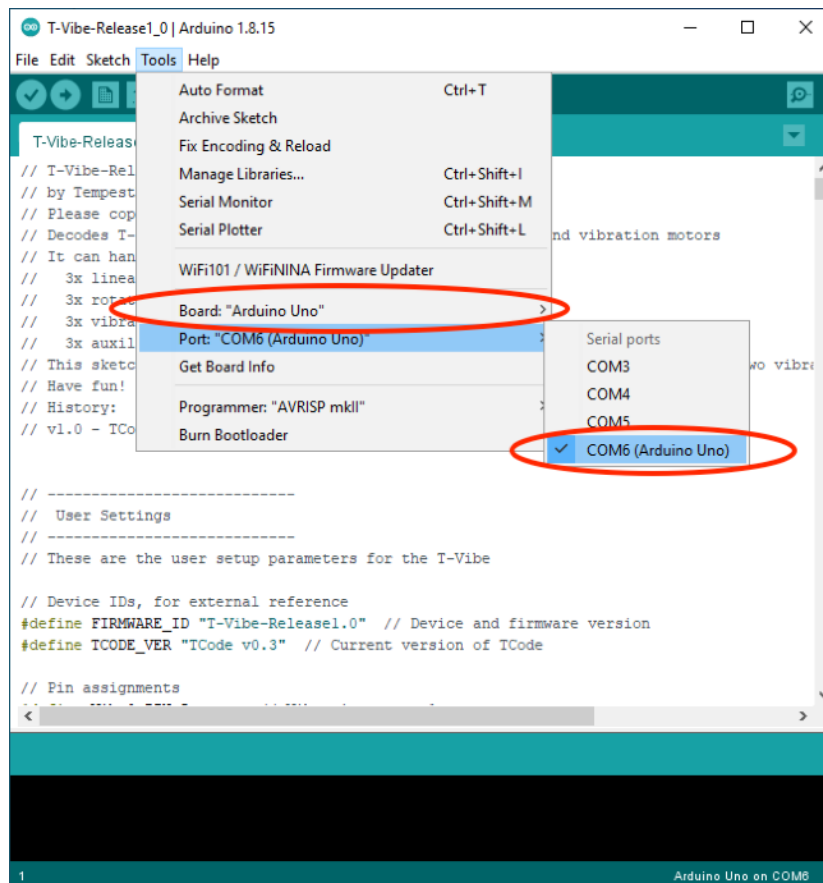 T-Vibe-Release1_0 | Arduino 1.8.15
File Edit Sketch Tools Help
Auto Format Ctrl+T
Archive Sketch
Fix Encoding & Reload
Manage Libraries... Ctrl+Shift+I
Serial Monitor Ctrl+Shift+M
Serial Plotter Ctrl+Shift+L
WiFi101 / WiFiNINA Firmware Updater
Board: "Arduino Uno"
Port: "COM6 (Arduino Uno)"
Get Board Info
Programmer: "AVRISP mkII"
Burn Bootloader
Serial ports
COM3
COM4
COM5
COM6 (Arduino Uno)
T-Vibe-Releas
// T-Vibe-Rel
// by Tempest
// Please cop
// Decodes T- nd vibration motors
// It can han
// 3x linea
// 3x rotat
// 3x vibra
// 3x auxil
// This sketc wo vibra
// Have fun!
// History:
// v1.0 - TCo
// ----------------------------
// User Settings
// ----------------------------
// These are the user setup parameters for the T-Vibe
// Device IDs, for external reference
#define FIRMWARE_ID "T-Vibe-Release1.0" // Device and firmware version
#define TCODE_VER "TCode v0.3" // Current version of TCode
// Pin assignments
1 Arduino Uno on COM6